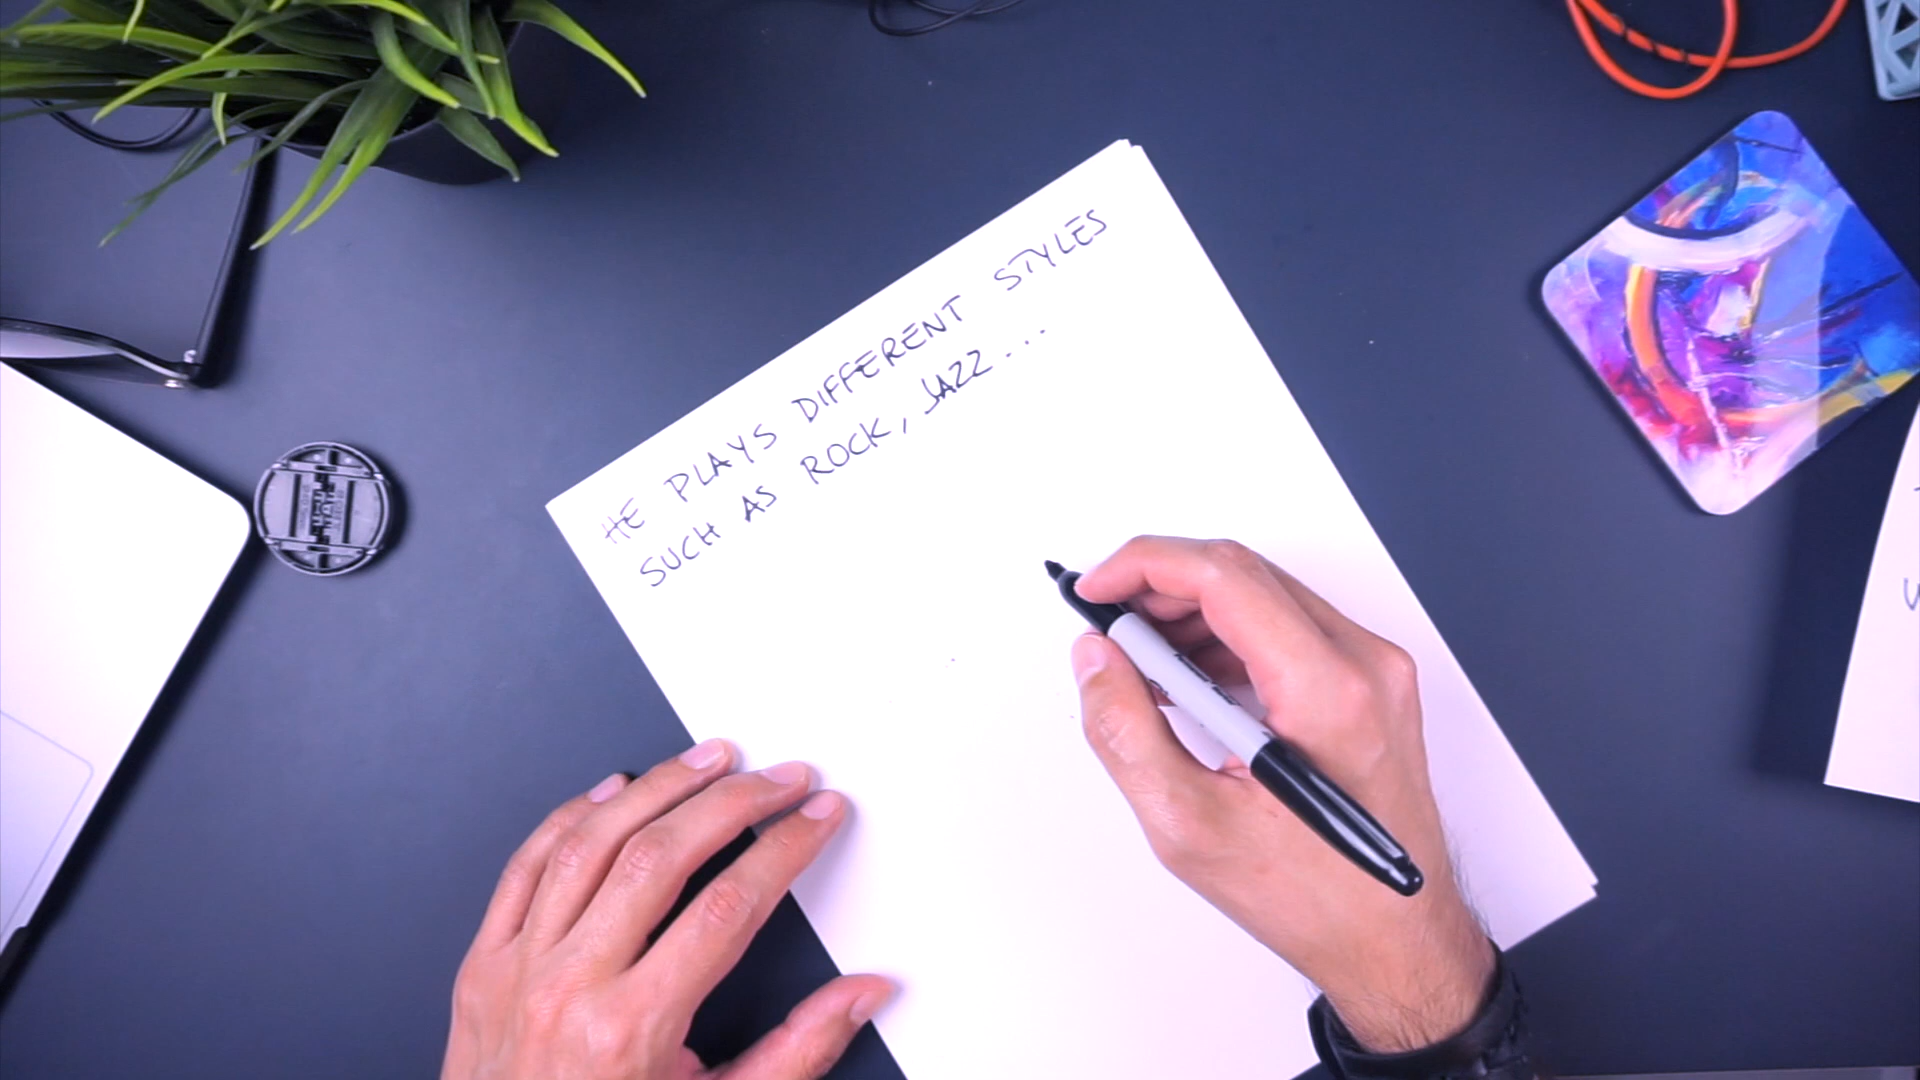 HE PLAYS DIFFERENT STYLES
SUCH AS ROCK, JAZZ...